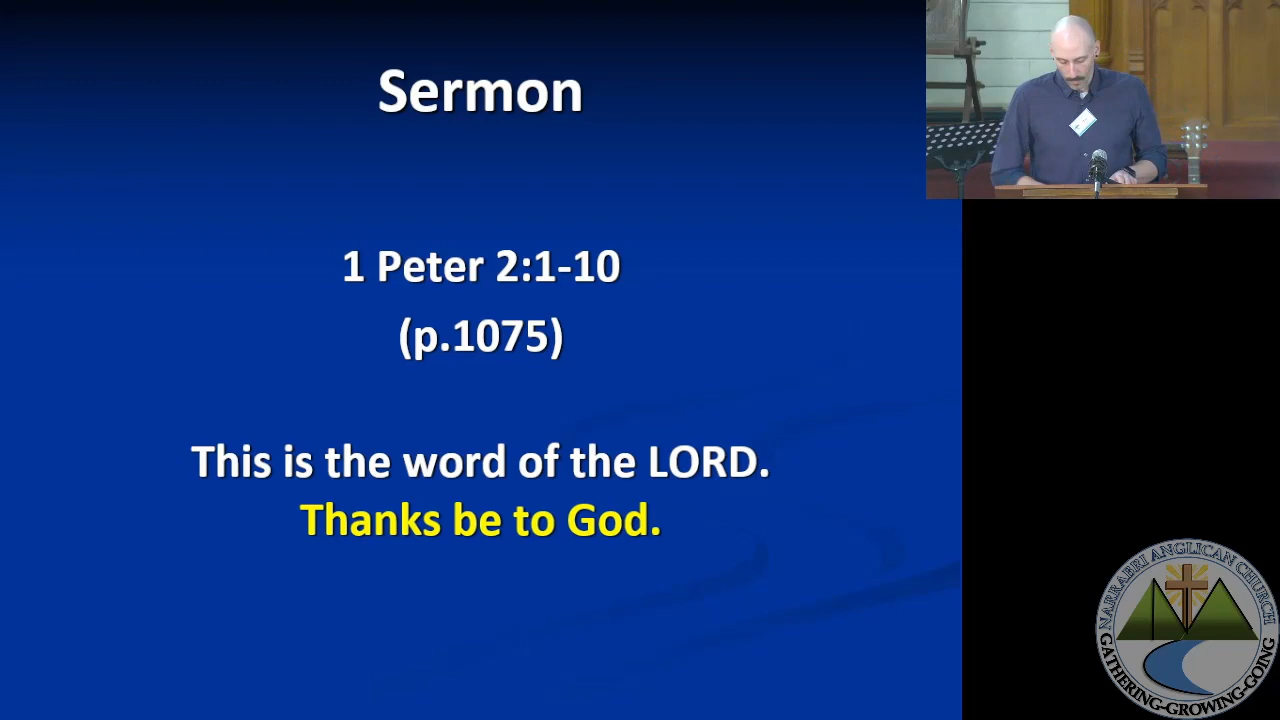 Sermon
1 Peter 2:1-10
(p.1075)
This is the word of the LORD.
Thanks be to God.
NARRABRI ANGLICAN CHURCH
GATHERING-GROWING-GOING